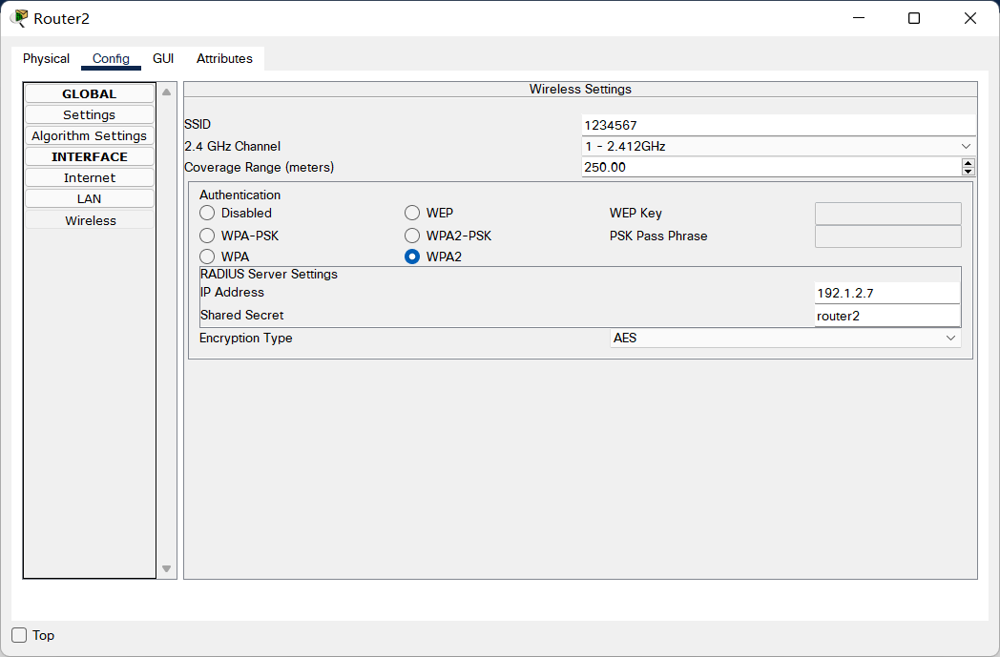 Router2
Physical Config GUI Attributes
GLOBAL
Settings
Algorithm Settings
INTERFACE
Internet
LAN
Wireless
Wireless Settings
SSID 1234567
2.4 GHz Channel 1 - 2.412GHz
Coverage Range (meters) 250.00
Authentication
Disabled WEP WEP Key
WPA-PSK WPA2-PSK PSK Pass Phrase
WPA WPA2
RADIUS Server Settings
IP Address 192.1.2.7
Shared Secret router2
Encryption Type AES
Top